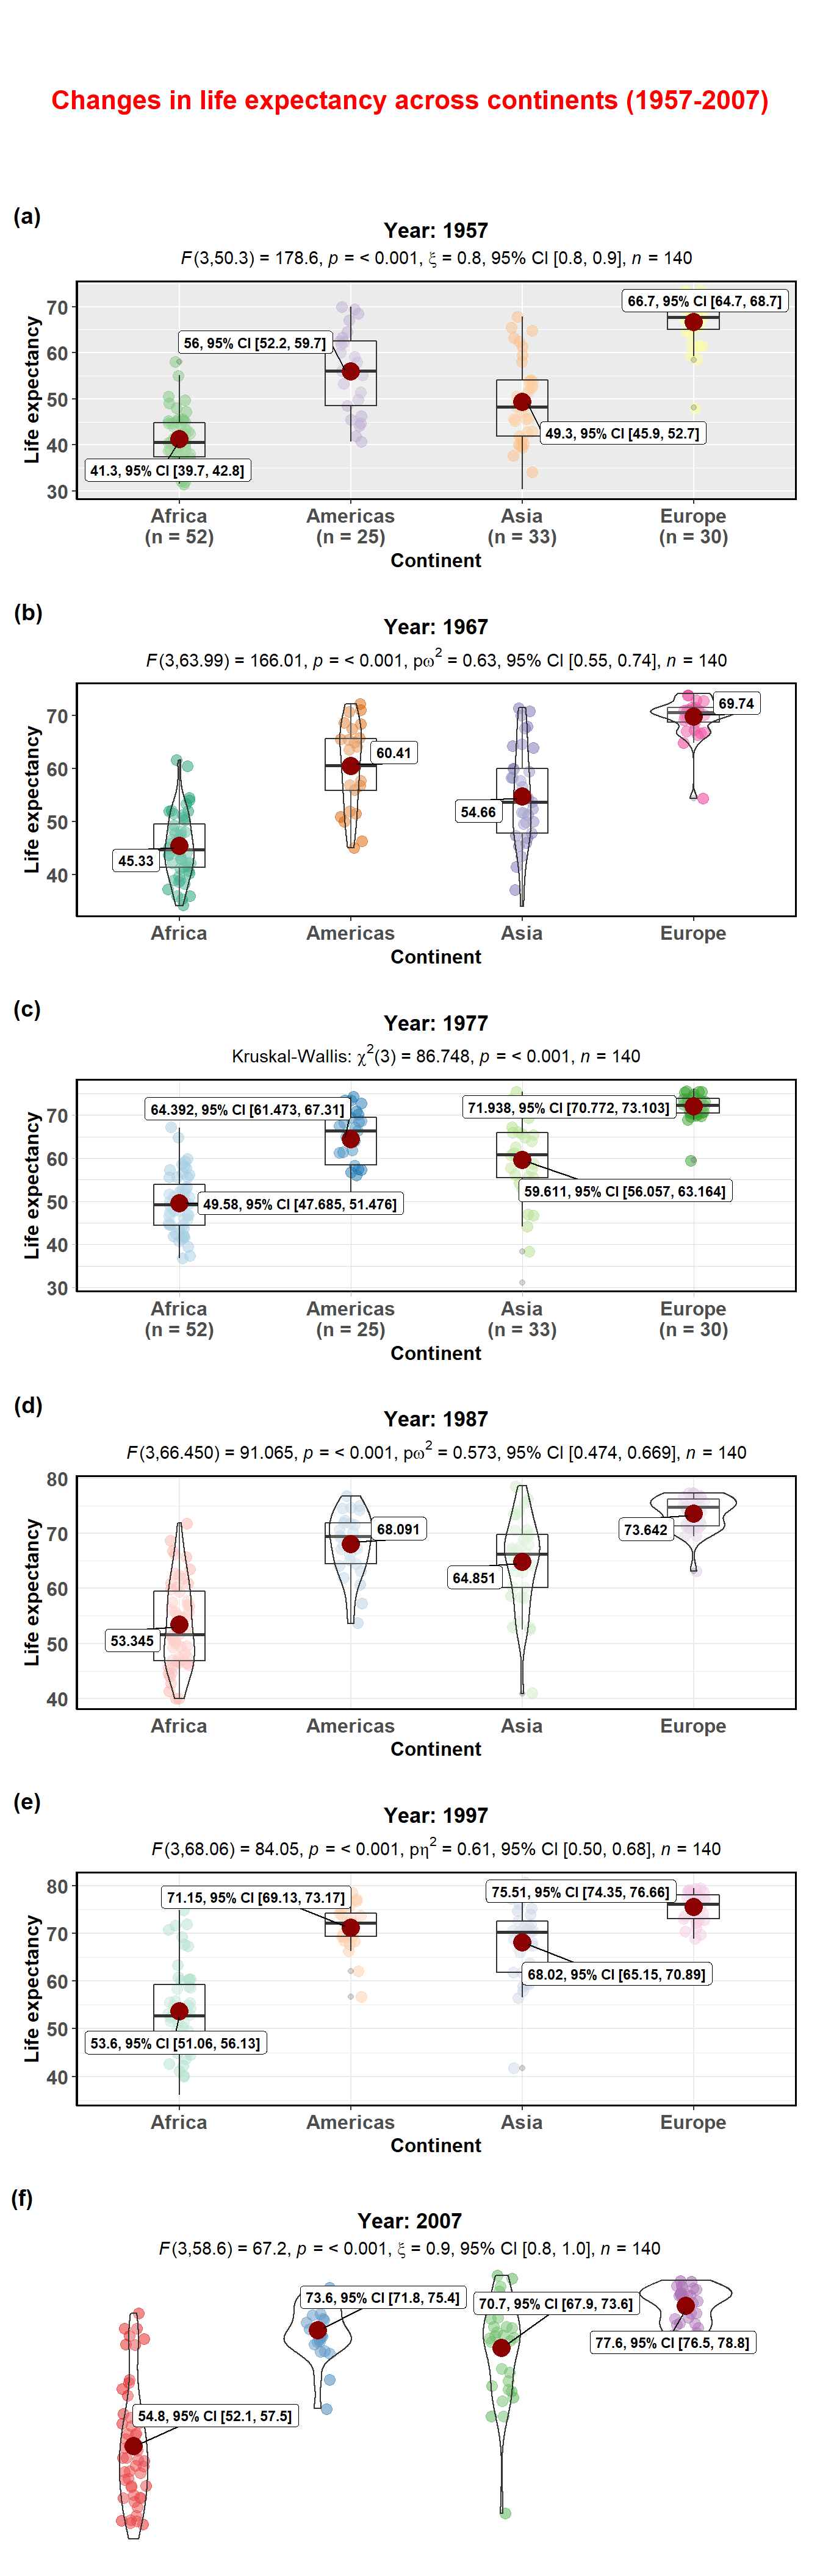 Changes in life expectancy across continents (1957-2007)
(a)
Year: 1957
F(3,50.3) = 178.6, p = < 0.001, ξ = 0.8, 95% CI [0.8, 0.9], n = 140
Life expectancy
70
60
50
40
30
66.7, 95% CI [64.7, 68.7]
56, 95% CI [52.2, 59.7]
49.3, 95% CI [45.9, 52.7]
41.3, 95% CI [39.7, 42.8]
Africa Americas Asia Europe
(n = 52) (n = 25) (n = 33) (n = 30)
Continent
(b)
Year: 1967
F(3,63.99) = 166.01, p = < 0.001, pω² = 0.63, 95% CI [0.55, 0.74], n = 140
Life expectancy
70
60
50
40
69.74
60.41
54.66
45.33
Africa Americas Asia Europe
Continent
(c)
Year: 1977
Kruskal-Wallis: χ²(3) = 86.748, p = < 0.001, n = 140
Life expectancy
70
60
50
40
30
64.392, 95% CI [61.473, 67.31]
71.938, 95% CI [70.772, 73.103]
59.611, 95% CI [56.057, 63.164]
49.58, 95% CI [47.685, 51.476]
Africa Americas Asia Europe
(n = 52) (n = 25) (n = 33) (n = 30)
Continent
(d)
Year: 1987
F(3,66.450) = 91.065, p = < 0.001, pω² = 0.573, 95% CI [0.474, 0.669], n = 140
Life expectancy
80
70
60
50
40
68.091
73.642
64.851
53.345
Africa Americas Asia Europe
Continent
(e)
Year: 1997
F(3,68.06) = 84.05, p = < 0.001, pη² = 0.61, 95% CI [0.50, 0.68], n = 140
Life expectancy
80
70
60
50
40
71.15, 95% CI [69.13, 73.17]
75.51, 95% CI [74.35, 76.66]
68.02, 95% CI [65.15, 70.89]
53.6, 95% CI [51.06, 56.13]
Africa Americas Asia Europe
Continent
(f)
Year: 2007
F(3,58.6) = 67.2, p = < 0.001, ξ = 0.9, 95% CI [0.8, 1.0], n = 140
73.6, 95% CI [71.8, 75.4]
70.7, 95% CI [67.9, 73.6]
77.6, 95% CI [76.5, 78.8]
54.8, 95% CI [52.1, 57.5]